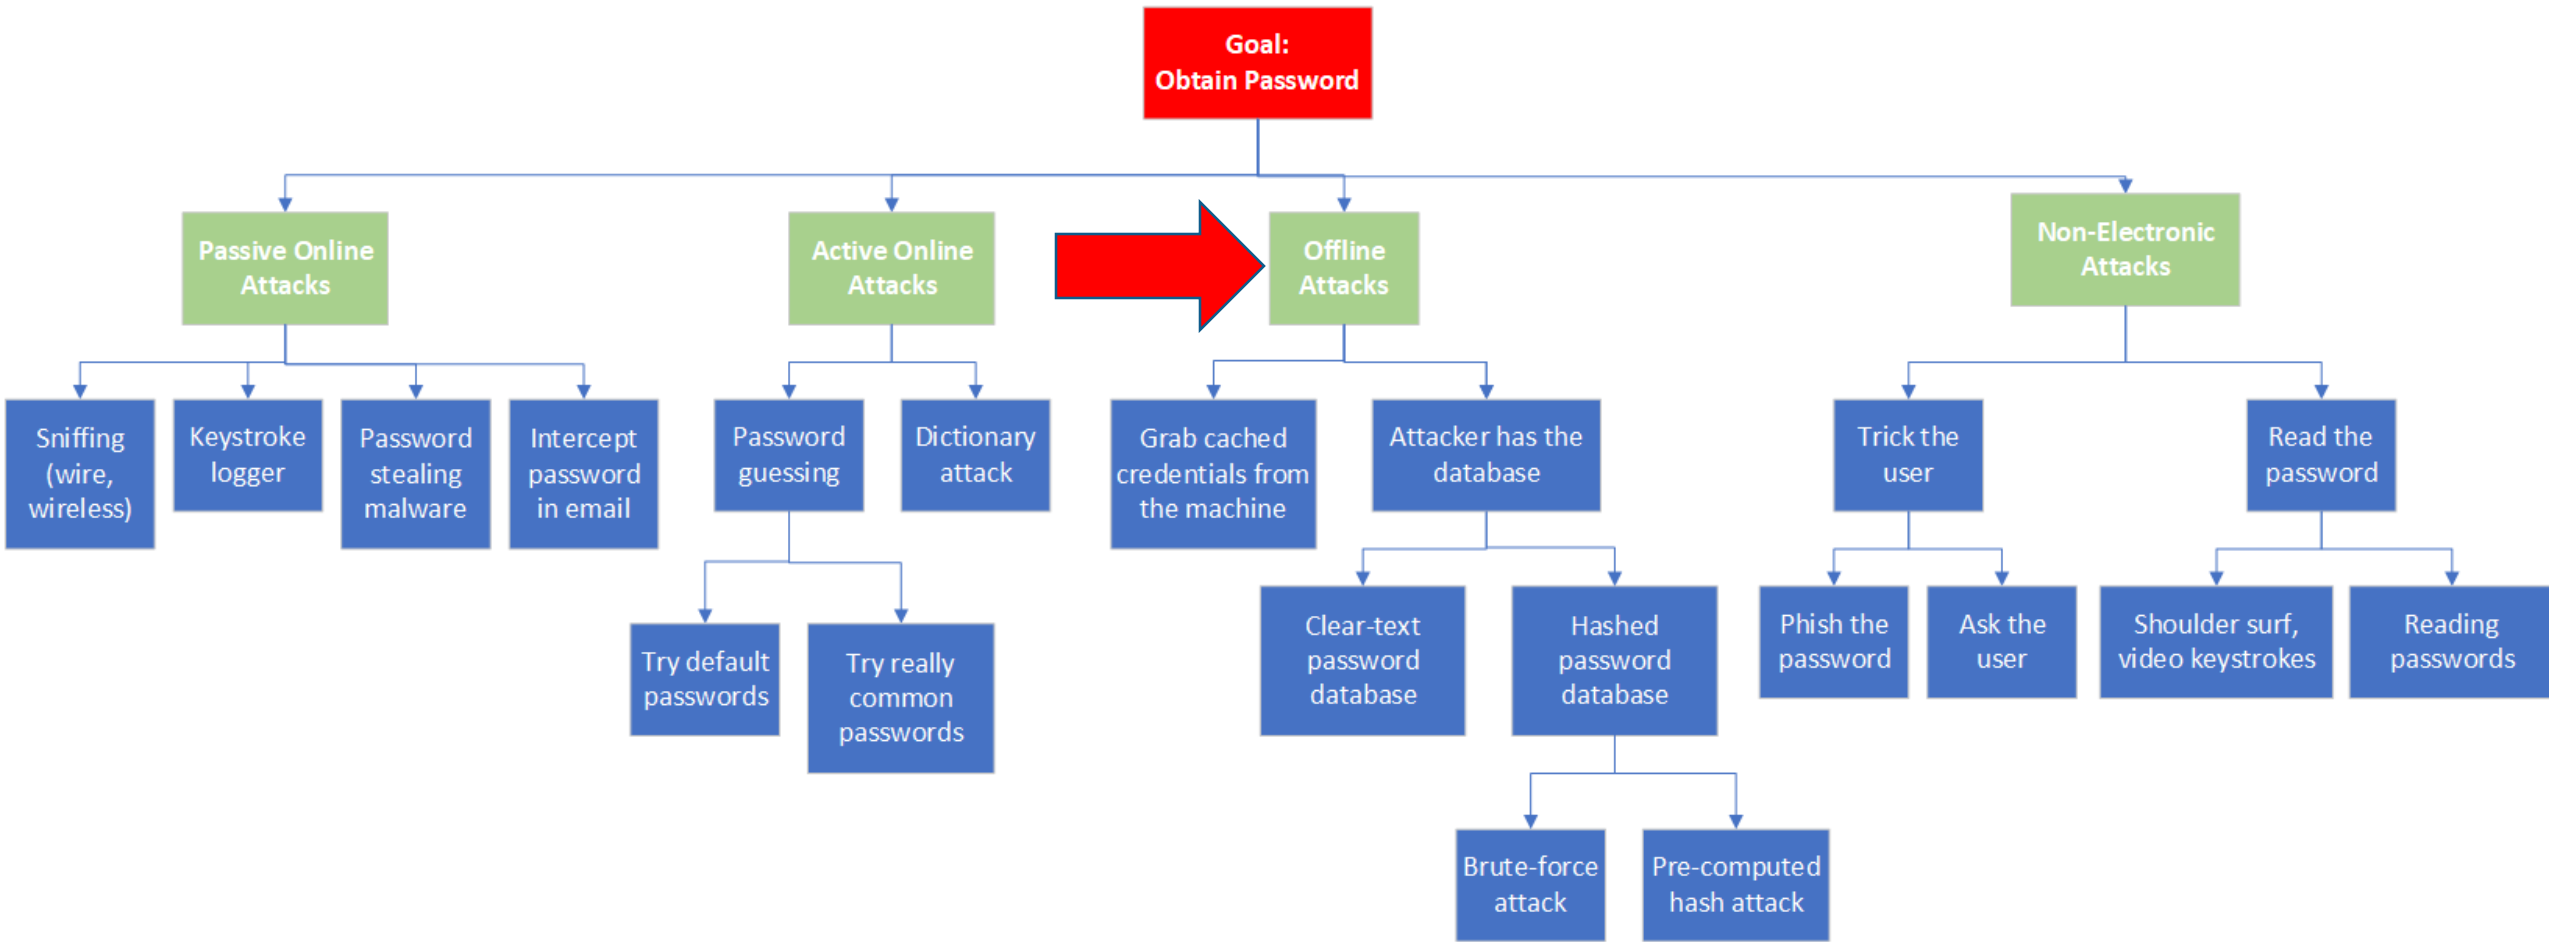 Goal:
Obtain Password
Passive Online
Attacks
Active Online
Attacks
Offline
Attacks
Non-Electronic
Attacks
Sniffing
(wire,
wireless)
Keystroke
logger
Password
stealing
malware
Intercept
password
in email
Password
guessing
Dictionary
attack
Grab cached
credentials from
the machine
Attacker has the
database
Trick the
user
Read the
password
Try default
passwords
Try really
common
passwords
Clear-text
password
database
Hashed
password
database
Phish the
password
Ask the
user
Shoulder surf,
video keystrokes
Reading
passwords
Brute-force
attack
Pre-computed
hash attack